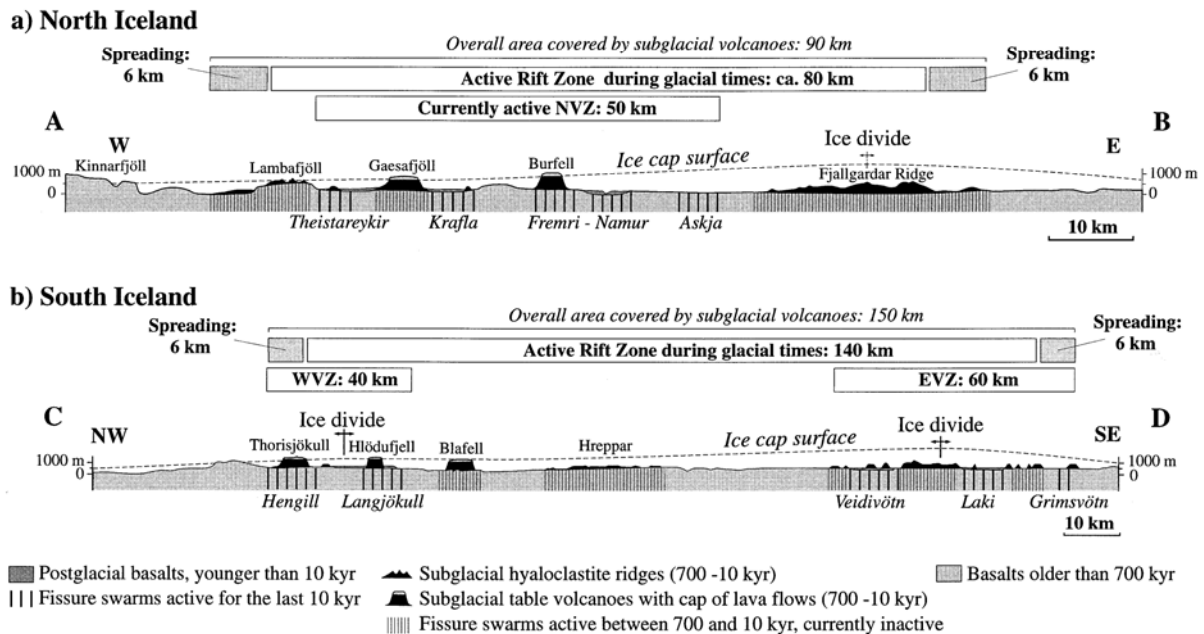 a) North Iceland
Overall area covered by subglacial volcanoes: 90 km
Spreading:
6 km
Active Rift Zone during glacial times: ca. 80 km
Spreading:
6 km
Currently active NVZ: 50 km
A
B
W
E
Kinnarfjöll
Lambafjöll
Gaesafjöll
Burfell
Ice cap surface
Ice divide
Fjallgardar Ridge
1000 m
0
1000 m
0
Theistareykir
Krafla
Fremri - Namur
Askja
10 km
b) South Iceland
Overall area covered by subglacial volcanoes: 150 km
Spreading:
6 km
Active Rift Zone during glacial times: 140 km
Spreading:
6 km
WVZ: 40 km
EVZ: 60 km
C
D
NW
SE
Ice divide
Thorisjökull
Hlödufjell
Blafell
Hreppar
Ice cap surface
Ice divide
1000 m
0
1000 m
0
Hengill
Langjökull
Veidivötn
Laki
Grimsvötn
10 km
Postglacial basalts, younger than 10 kyr
Subglacial hyaloclastite ridges (700 -10 kyr)
Basalts older than 700 kyr
Fissure swarms active for the last 10 kyr
Subglacial table volcanoes with cap of lava flows (700 -10 kyr)
Fissure swarms active between 700 and 10 kyr, currently inactive